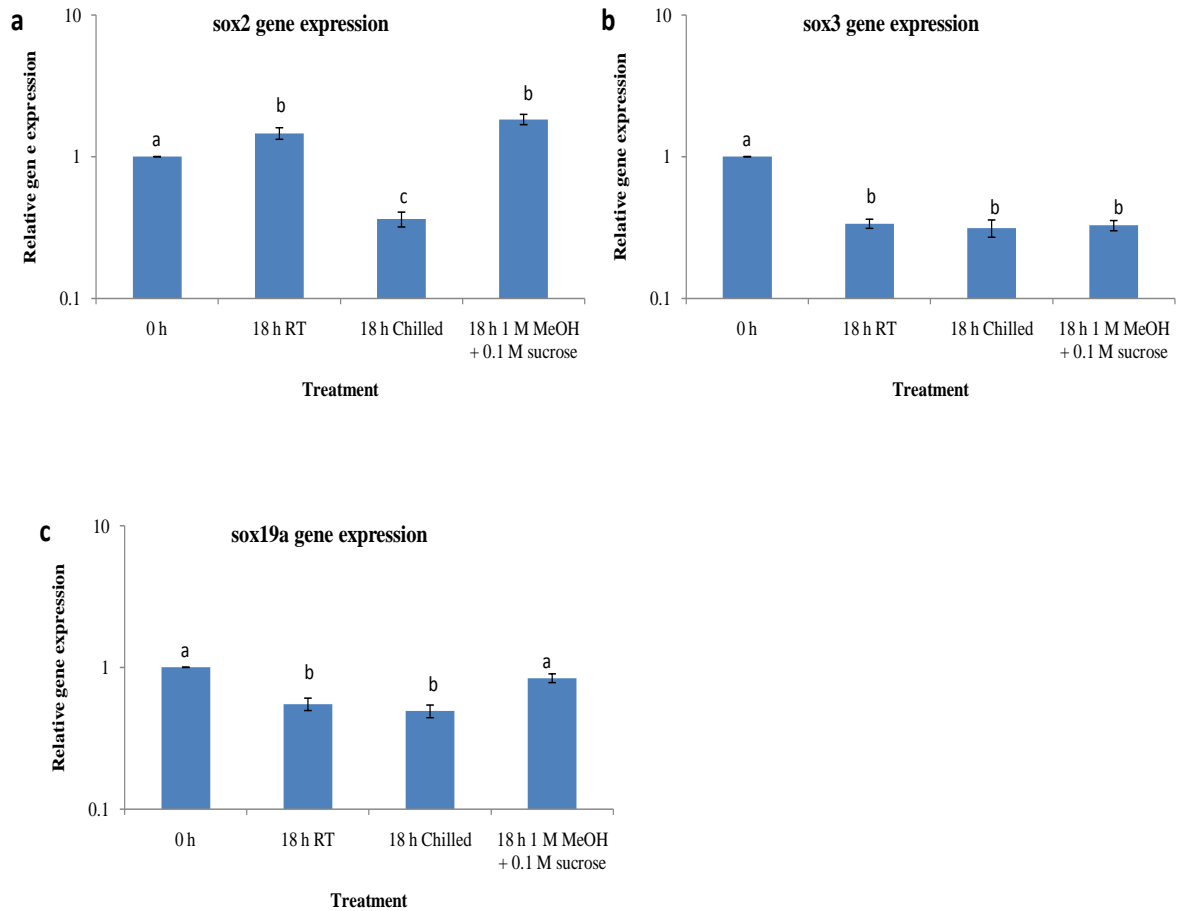 a
sox2 gene expression
Relative gen e expression
10
1
0.1
a
b
c
b
0 h
18 h RT
18 h Chilled
18 h 1 M MeOH
+ 0.1 M sucrose
Treatment
b
sox3 gene expression
Relative gene expression
10
1
0.1
a
b
b
b
0 h
18 h RT
18 h Chilled
18 h 1 M MeOH
+ 0.1 M sucrose
Treatment
c
sox19a gene expression
Relative gene expression
10
1
0.1
a
b
b
a
0 h
18 h RT
18 h Chilled
18 h 1 M MeOH
+ 0.1 M sucrose
Treatment